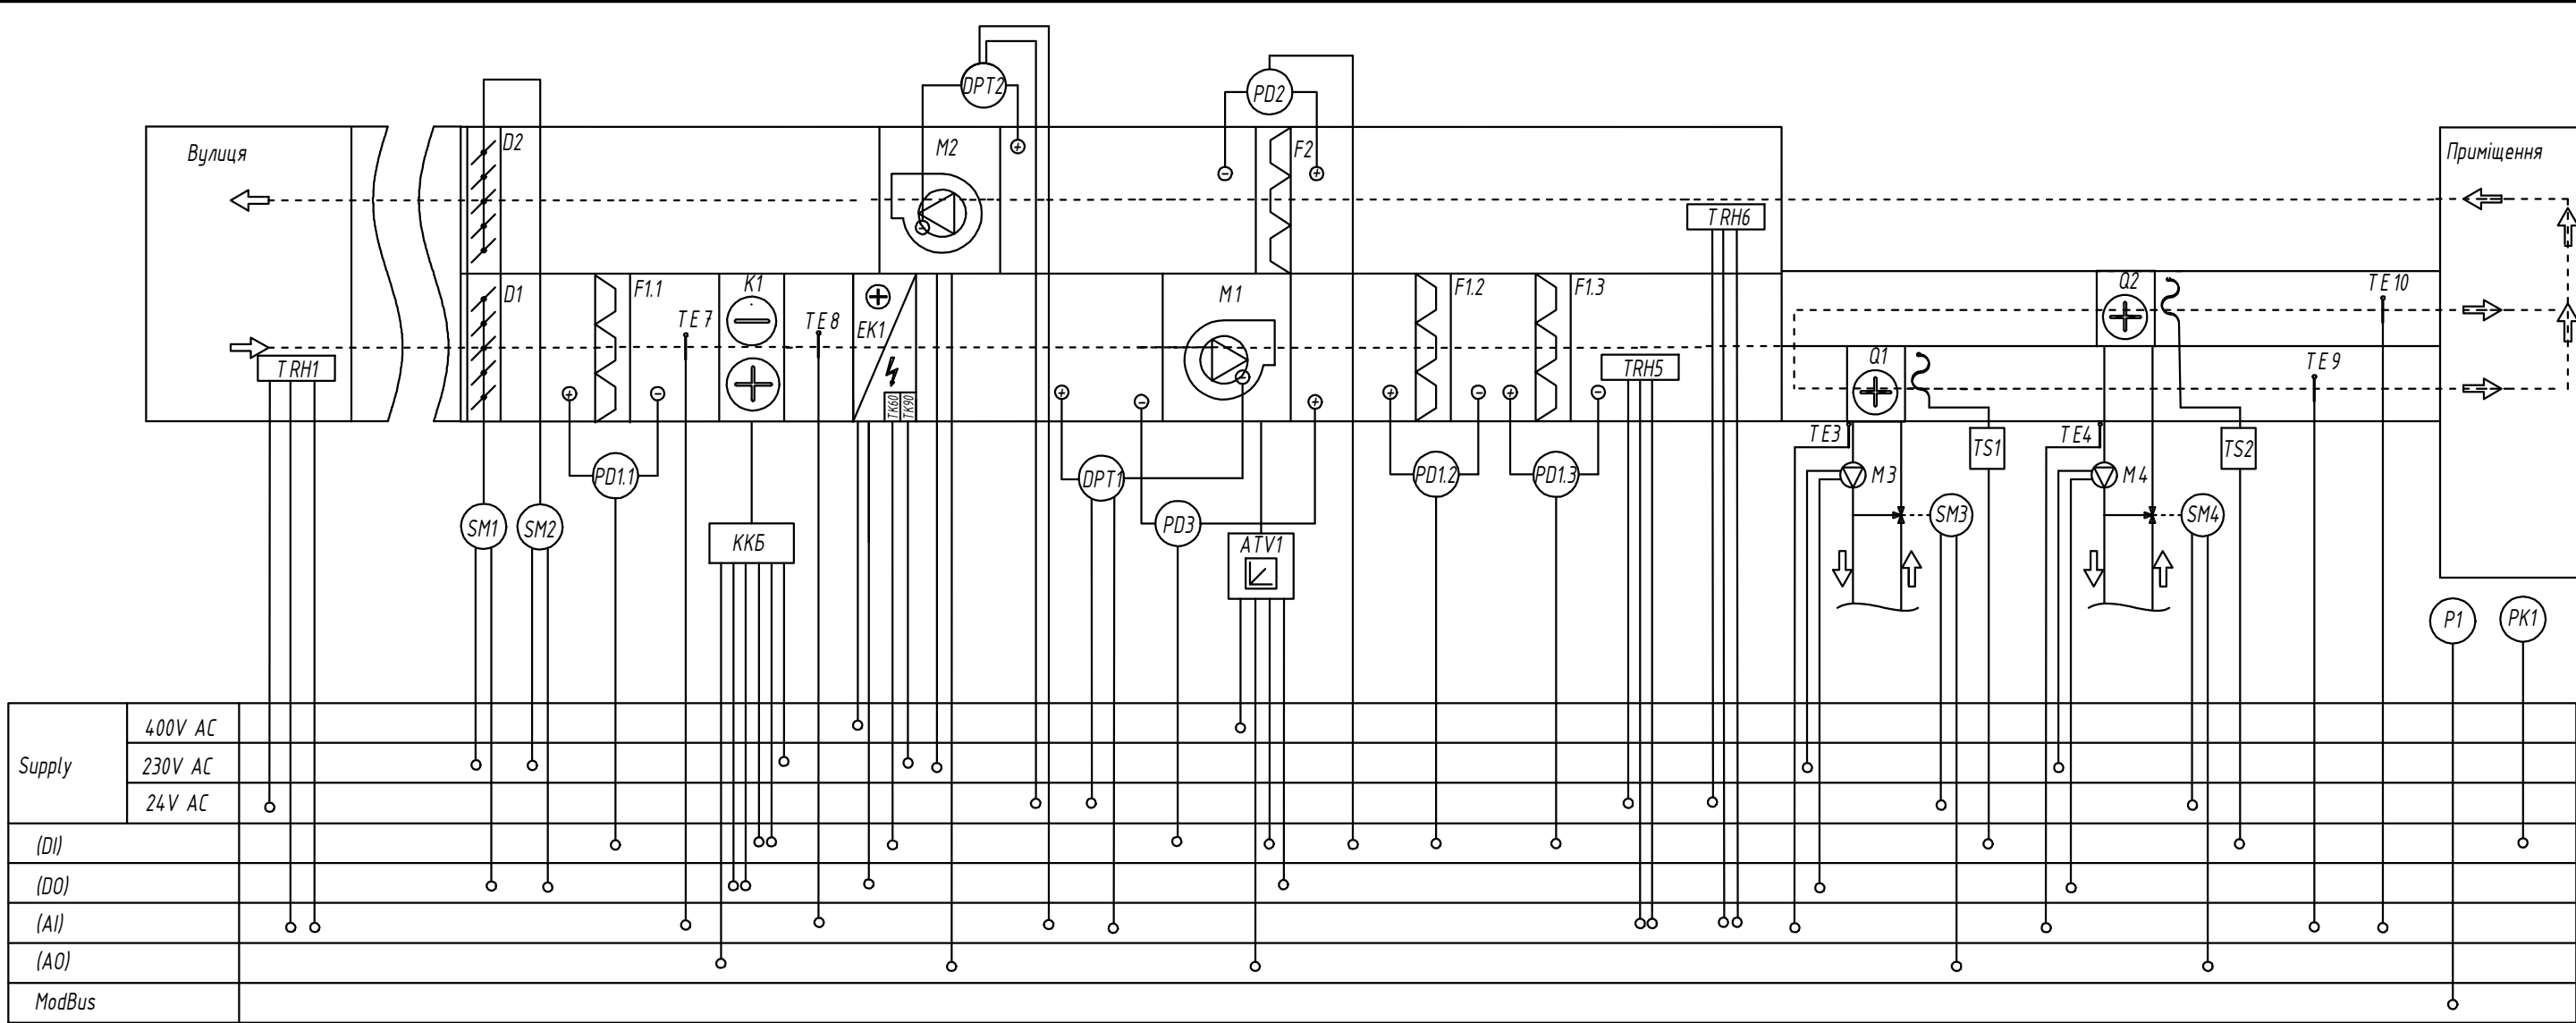 DPT2
PD2
Вулиця
D2
M2
F2
Приміщення
TRH6
D1
F1.1
K1
M1
F1.2
F1.3
Q2
TE10
TE7
TE8
EK1
TRH1
TK60
TK90
TRH5
Q1
TE9
PD1.1
DPT1
PD1.2
PD1.3
TE3
TS1
TE4
TS2
M3
M4
SM1
SM2
ККБ
PD3
ATV1
SM3
SM4
P1
PK1
Supply
400V AC
230V AC
24V AC
(DI)
(DO)
(AI)
(AO)
ModBus